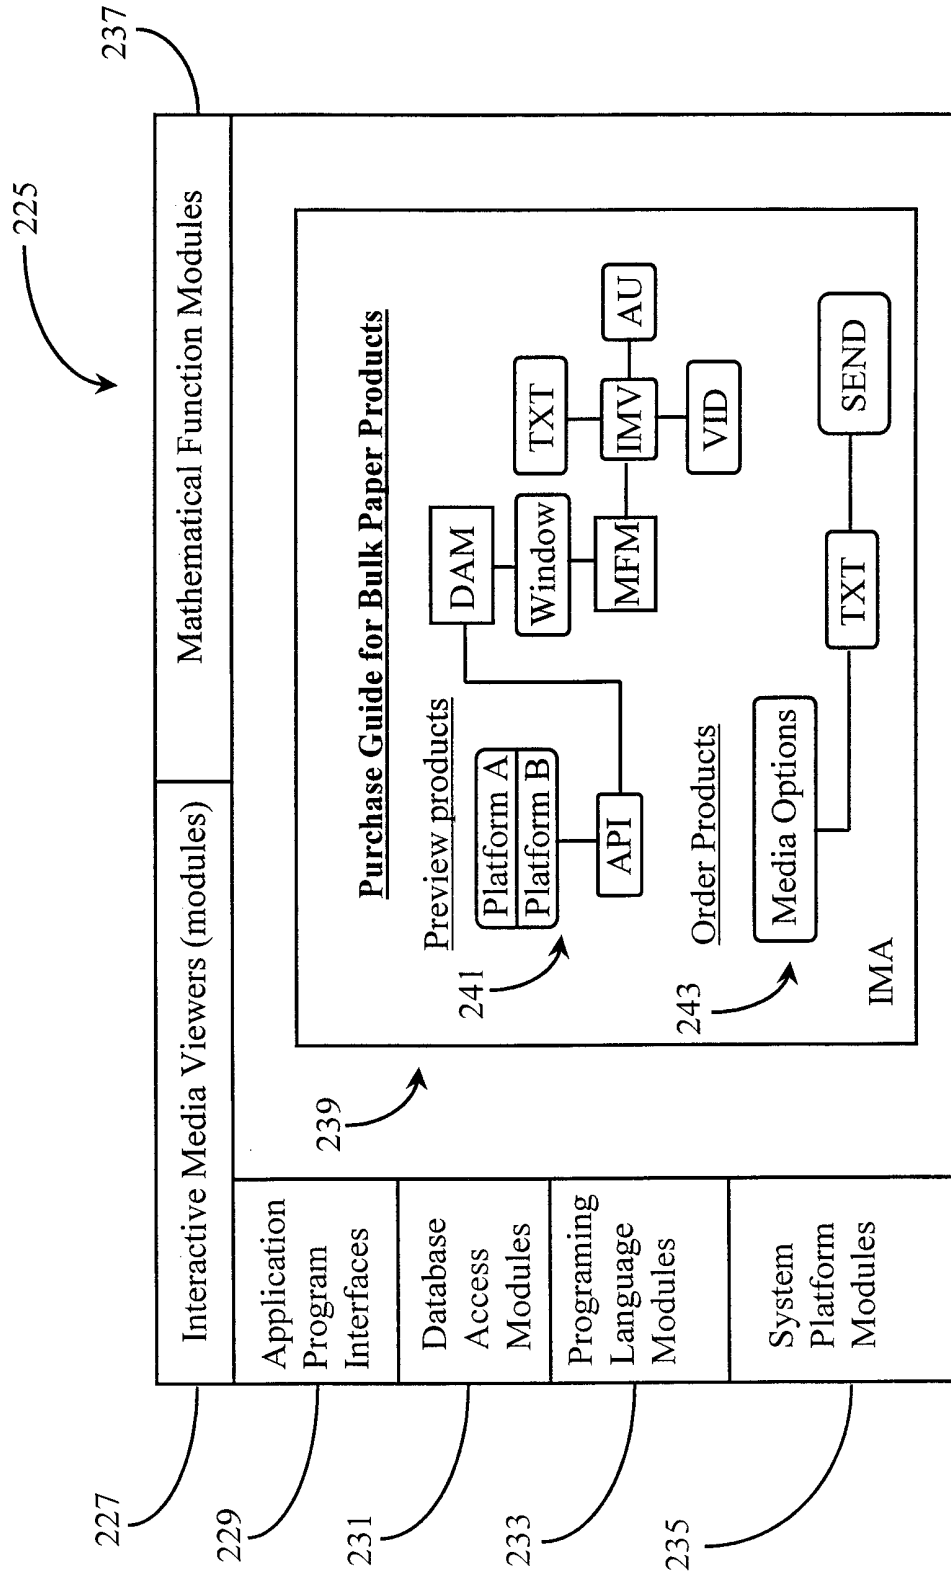 225
237
227
Interactive Media Viewers (modules)
Mathematical Function Modules
229
Application
Program
Interfaces
231
Database
Access
Modules
233
Programing
Language
Modules
235
System
Platform
Modules
239
Purchase Guide for Bulk Paper Products
Preview products
241
Platform A
Platform B
API
DAM
Window
MFM
TXT
IMV
AU
VID
Order Products
243
Media Options
TXT
SEND
IMA